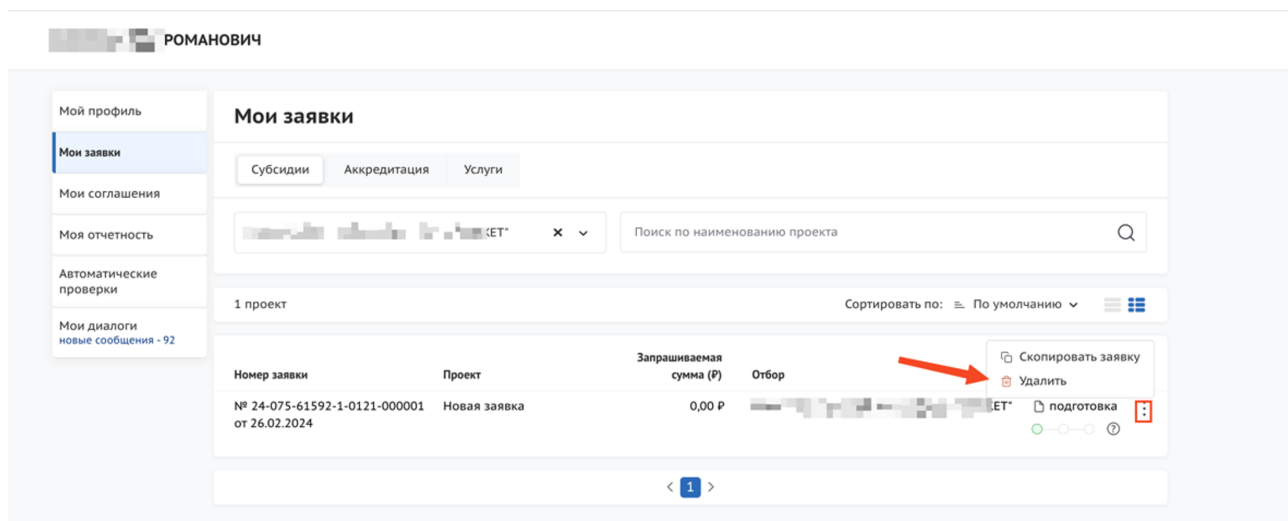 РОМАНОВИЧ
Мой профиль
Мои заявки
Мои соглашения
Моя отчетность
Автоматические
проверки
Мои диалоги
новые сообщения - 92
Мои заявки
Субсидии Аккредитация Услуги
Поиск по наименованию проекта
1 проект
Сортировать по: По умолчанию
Скопировать заявку
Удалить
Номер заявки Проект Запрашиваемая
сумма (₽) Отбор
№ 24-075-61592-1-0121-000001 Новая заявка 0,00 ₽ подготовка
от 26.02.2024
1